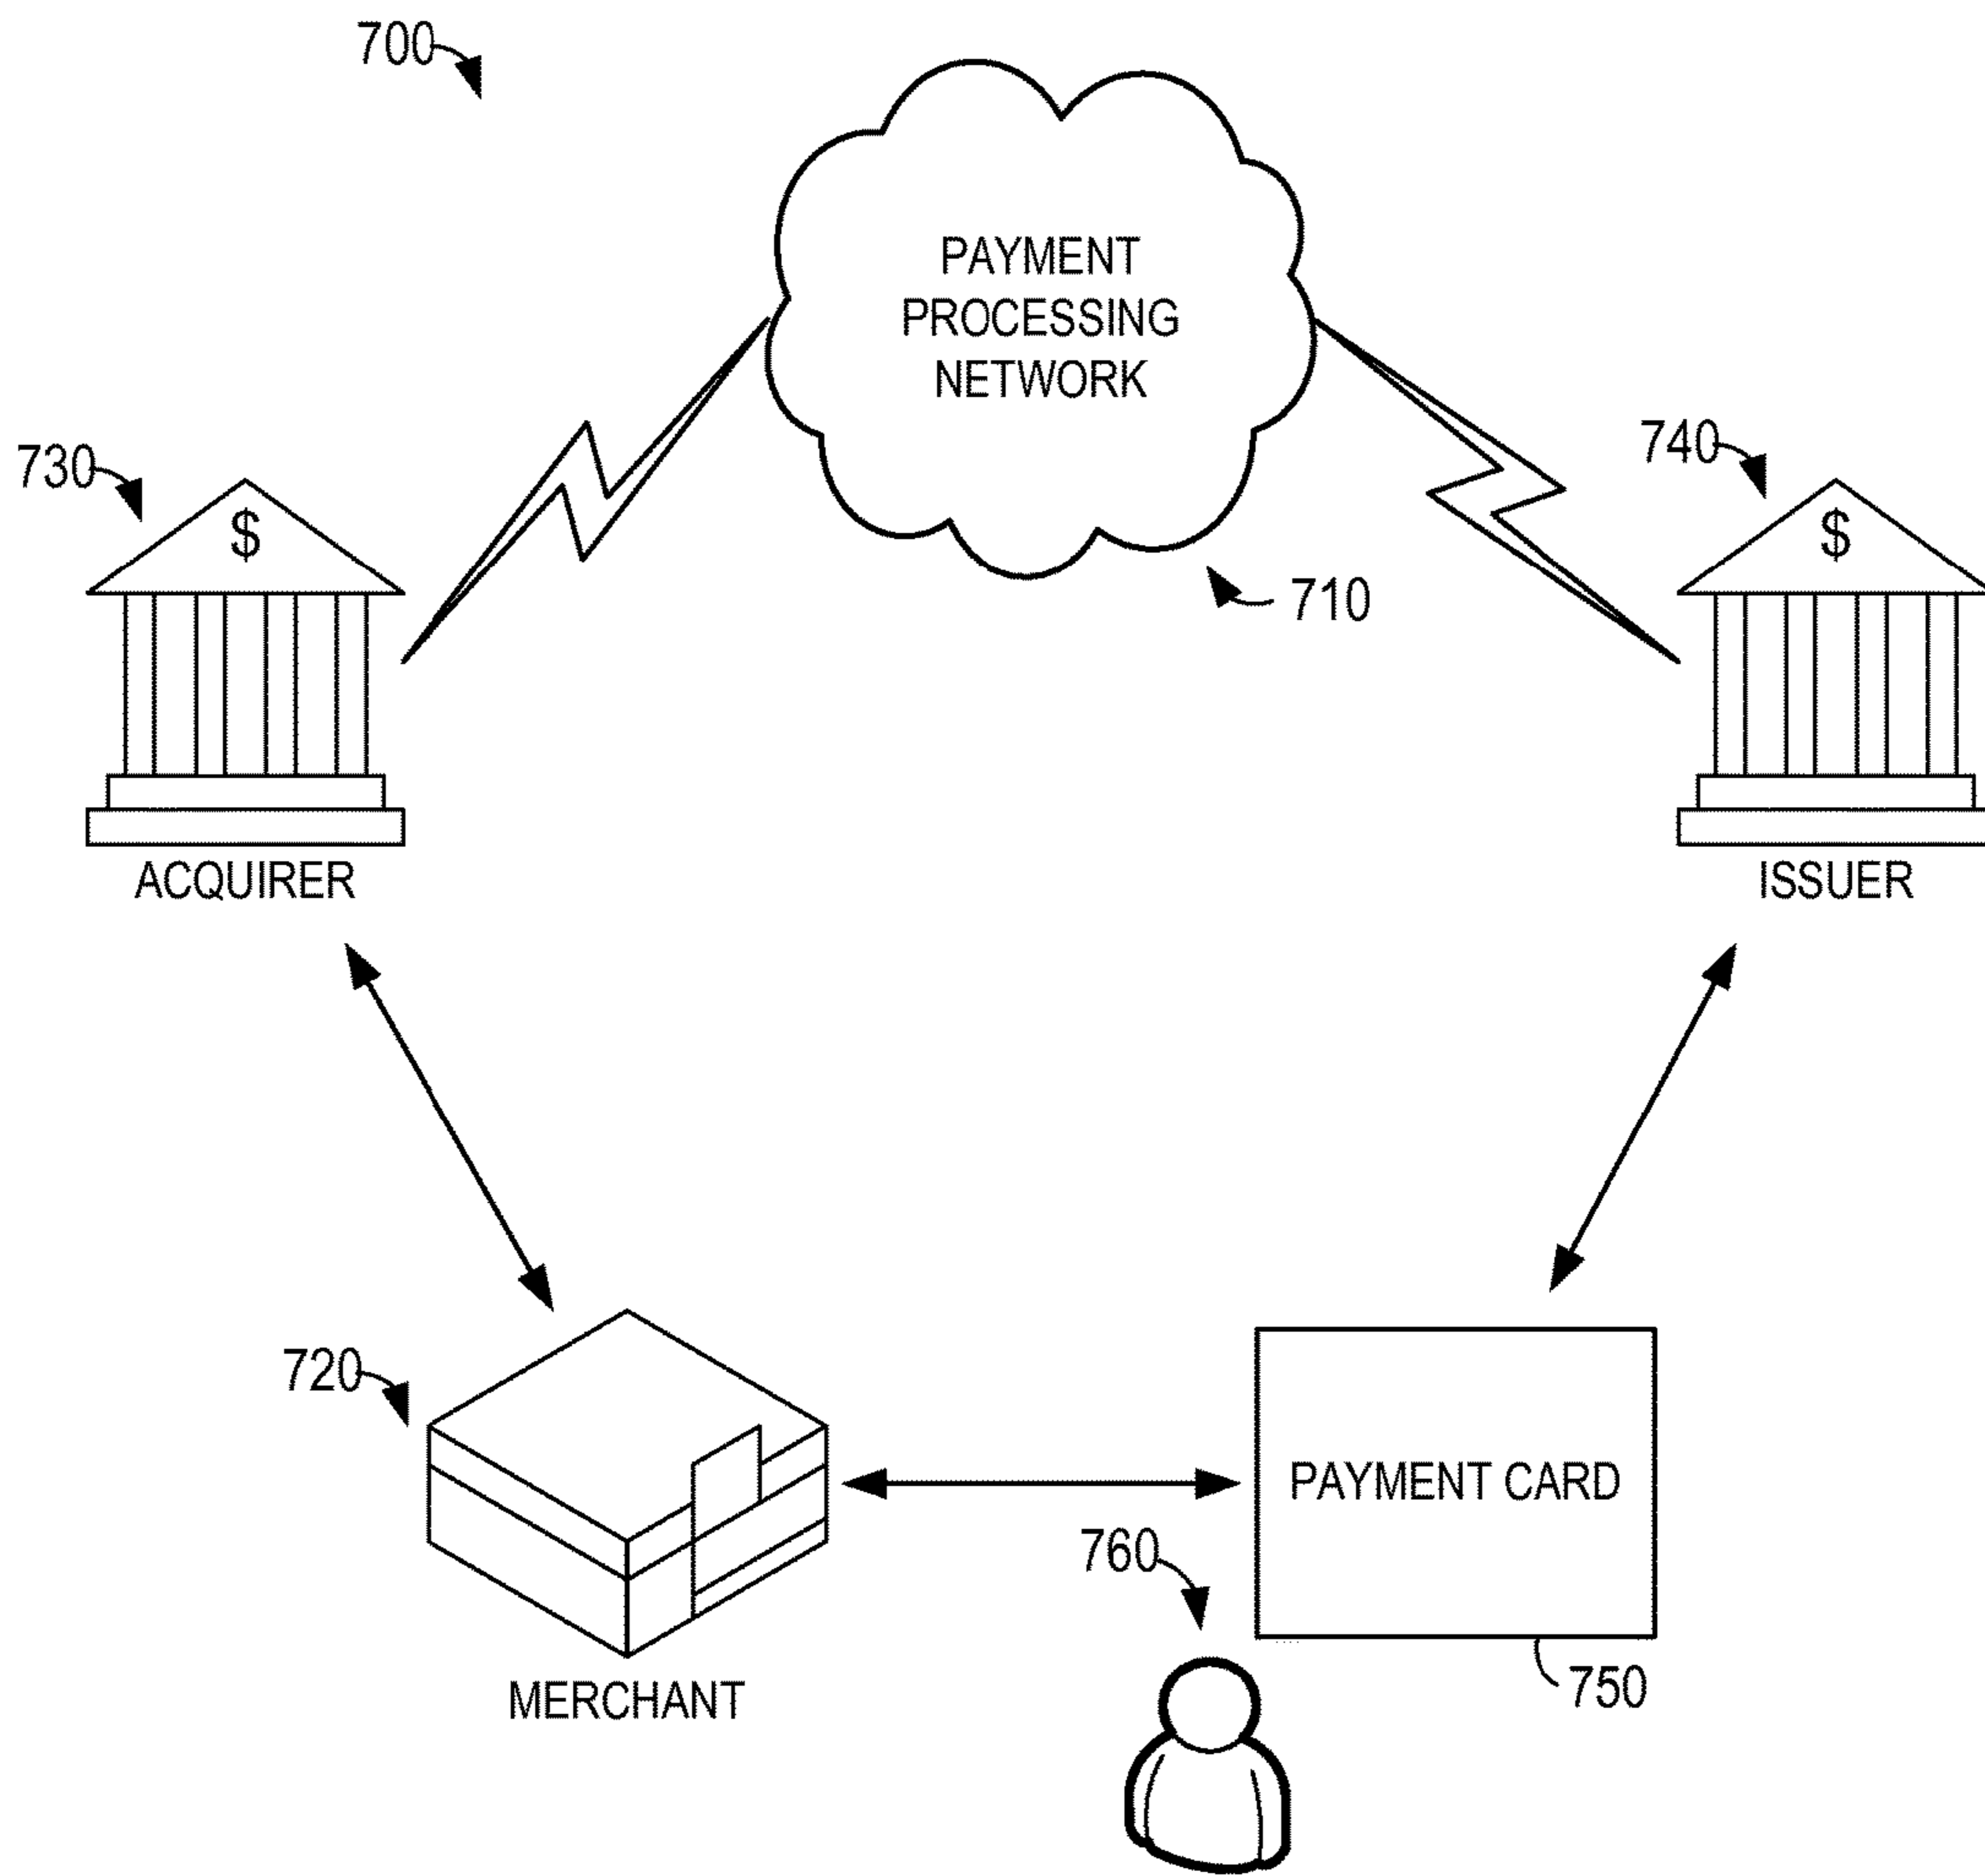 700
PAYMENT
PROCESSING
NETWORK
730
740
$
$
710
ACQUIRER
ISSUER
720
PAYMENT CARD
760
MERCHANT
750